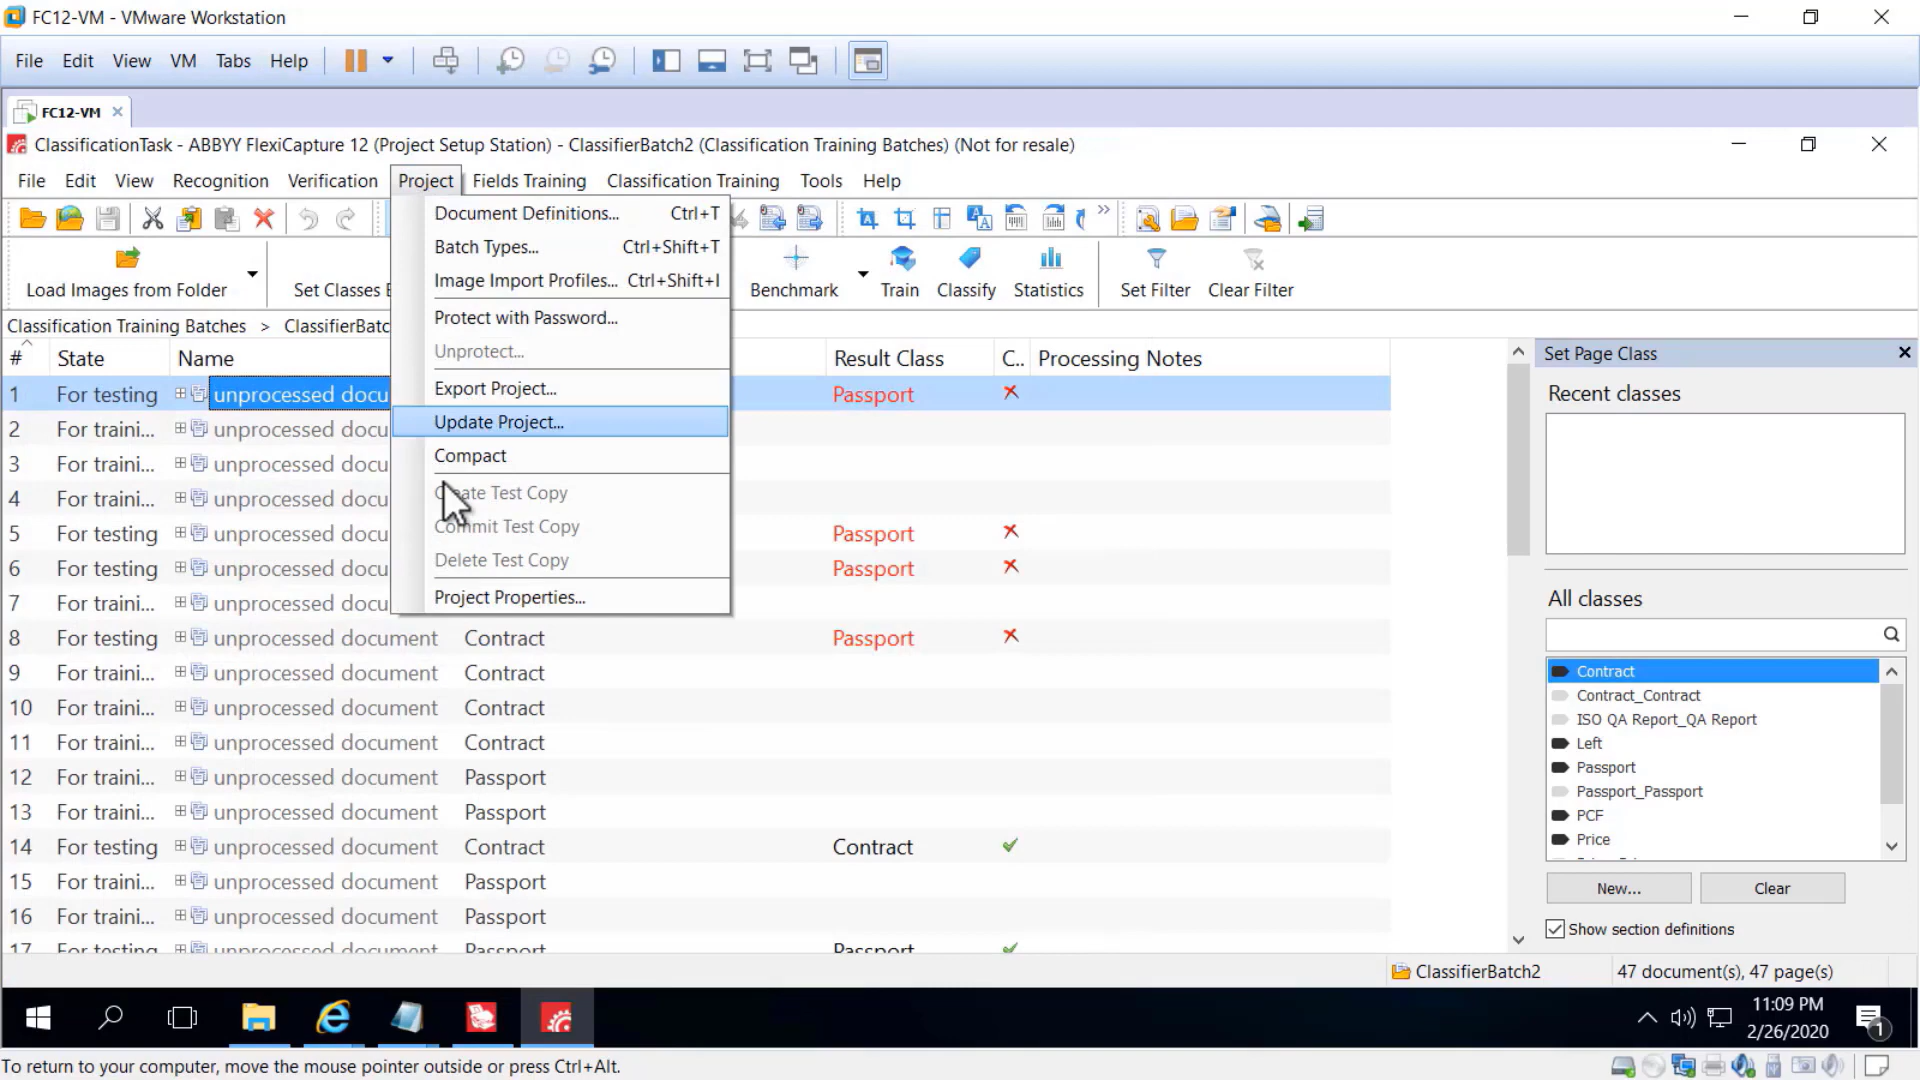 FC12-VM - VMware Workstation
File Edit View VM Tabs Help
FC12-VM
ClassificationTask - ABBYY FlexiCapture 12 (Project Setup Station) - ClassifierBatch2 (Classification Training Batches) (Not for resale)
File Edit View Recognition Verification Project Fields Training Classification Training Tools Help
Document Definitions... Ctrl+T
Batch Types... Ctrl+Shift+T
Image Import Profiles... Ctrl+Shift+I
Protect with Password...
Unprotect...
Export Project...
Update Project...
Compact
Create Test Copy
Commit Test Copy
Delete Test Copy
Project Properties...
Load Images from Folder Set Classes Benchmark Train Classify Statistics Set Filter Clear Filter
Classification Training Batches > ClassifierBatc
# State Name Result Class C.. Processing Notes
1 For testing unprocessed docu Passport
2 For traini... unprocessed docu
3 For traini... unprocessed docu
4 For traini... unprocessed docu
5 For testing unprocessed docu Passport
6 For testing unprocessed docu Passport
7 For traini... unprocessed docu
8 For testing unprocessed document Contract Passport
9 For traini... unprocessed document Contract
10 For traini... unprocessed document Contract
11 For traini... unprocessed document Contract
12 For traini... unprocessed document Passport
13 For traini... unprocessed document Passport
14 For testing unprocessed document Contract Contract
15 For traini... unprocessed document Passport
16 For traini... unprocessed document Passport
17 For testing unprocessed document Passport Passport
Set Page Class
Recent classes
All classes
Contract
Contract_Contract
ISO QA Report_QA Report
Left
Passport
Passport_Passport
PCF
Price
New... Clear
Show section definitions
ClassifierBatch2 47 document(s), 47 page(s)
11:09 PM
2/26/2020
1
To return to your computer, move the mouse pointer outside or press Ctrl+Alt.